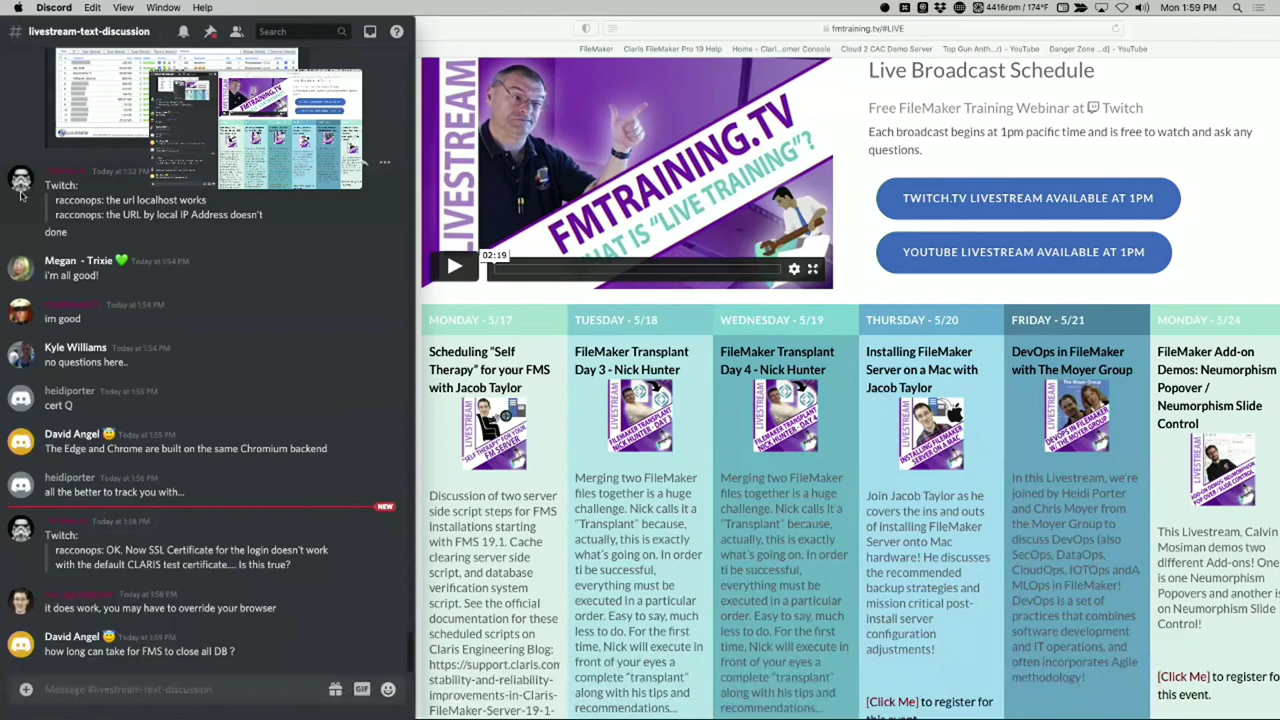 Discord File Edit View Window Help
4416rpm
Mon 1:59 PM
# livestream-text-discussion
Search
Today at 1:52 PM
Twitch:
racconops: the url localhost works
racconops: the URL by local IP Address doesn't
done
Megan - Trixie 💚 Today at 1:54 PM
i'm all good!
Today at 1:54 PM
im good
Kyle Williams Today at 1:54 PM
no questions here..
heidiporter Today at 1:55 PM
cert Q
David Angel 😇 Today at 1:55 PM
The Edge and Chrome are built on the same Chromium backend
heidiporter Today at 1:56 PM
all the better to track you with...
NEW
Today at 1:58 PM
Twitch:
racconops: OK. Now SSL Certificate for the login doesn't work
with the default CLARIS test certificate.... Is this true?
Today at 1:58 PM
it does work, you may have to override your browser
David Angel 😇 Today at 1:59 PM
how long can take for FMS to close all DB ?
Message #livestream-text-discussion
GIF
fmtraining.tv/#LIVE
FileMaker
Claris FileMaker Pro 19 Help
Home - Clart...omer Console
Cloud 2 CAC Demo Server
Anth... - YouTube
Danger Zone ...d] - YouTube
ve Broadcast Schedule
e FileMaker Training Webinar at Twitch
ach broadcast begins time and is free to watch and ask any
questions.
TWITCH.TV LIVESTREAM AVAILABLE AT 1PM
YOUTUBE LIVESTREAM AVAILABLE AT 1PM
LIVESTREAM
FMTRAINING
WHAT IS "LIVE TRAINING"?
02:19
MONDAY - 5/17
Scheduling “Self
Therapy” for your FMS
with Jacob Taylor
Discussion of two server
side script steps for FMS
installations starting
with FMS 19.1. Cache
clearing server side
script, and database
verification server side
script. See the official
documentation for these
scheduled scripts on
Claris Engineering Blog:
https://support.claris.com
stability-and-reliability-
improvements-in-Claris-
FileMaker-Server-19-1-
TUESDAY - 5/18
FileMaker Transplant
Day 3 - Nick Hunter
Merging two FileMaker
files together is a huge
challenge. Nick calls it a
“Transplant” because,
actually, this is exactly
what's going on. In order
ti be successful,
everything must be
executed in a particular
order. Easy to say, much
less to do. For the first
time, Nick will execute in
front of your eyes a
complete “transplant”
along with his tips and
recommendations...
WEDNESDAY - 5/19
FileMaker Transplant
Day 4 - Nick Hunter
Merging two FileMaker
files together is a huge
challenge. Nick calls it a
“Transplant” because,
actually, this is exactly
what's going on. In order
ti be successful,
everything must be
executed in a particular
order. Easy to say, much
less to do. For the first
time, Nick will execute in
front of your eyes a
complete “transplant”
along with his tips and
recommendations...
THURSDAY - 5/20
Installing FileMaker
Server on a Mac with
Jacob Taylor
Join Jacob Taylor as he
covers the ins and outs
of installing FileMaker
Server onto Mac
hardware! He discusses
the recommended
backup strategies and
mission critical post-
install server
configuration
adjustments!
[Click Me] to register for
this event.
FRIDAY - 5/21
DevOps in FileMaker
with The Moyer Group
In this Livestream, we're
joined by Heidi Porter
and Chris Moyer from
the Moyer Group to
discuss DevOps (also
SecOps, DataOps,
CloudOps, IOTOps andA
MLOps in FileMaker!
DevOps is a set of
practices that combines
software development
and IT operations, and
often incorporates Agile
methodology!
MONDAY - 5/24
FileMaker Add-on
Demos: Neumorphism
Popover /
Neumorphism Slide
Control
This Livestream, Calvin
Mosiman demos two
different Add-ons! One
is one Neumorphism
Popovers and another is
on Neumorphism Slide
Control!
[Click Me] to register fo
this event.